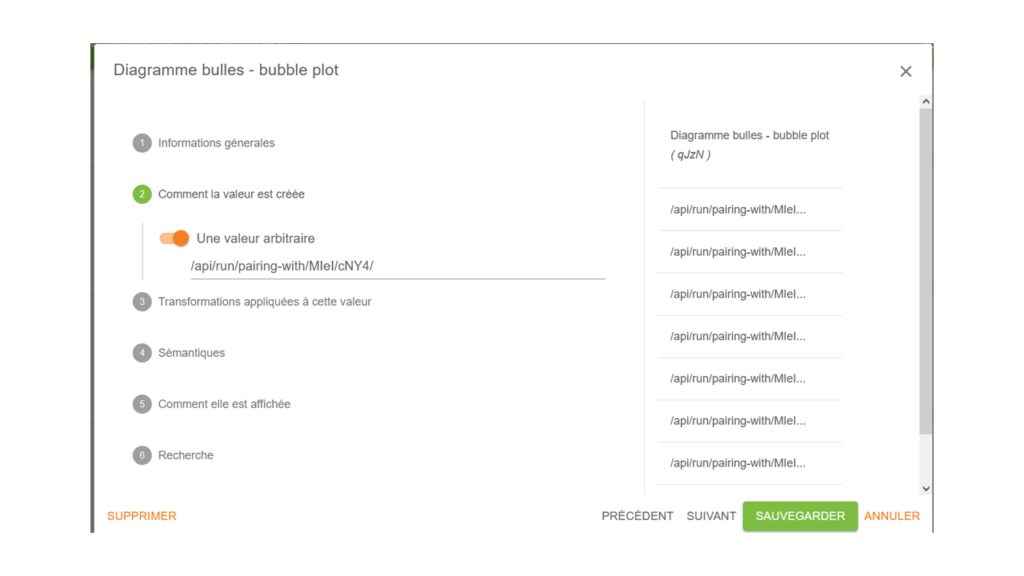 Diagramme bulles - bubble plot
1 Informations génerales
2 Comment la valeur est créée
Une valeur arbitraire
/api/run/pairing-with/MIeI/cNY4/
3 Transformations appliquées à cette valeur
4 Sémantiques
5 Comment elle est affichée
6 Recherche
Diagramme bulles - bubble plot
( qJzN )
/api/run/pairing-with/MIeI...
/api/run/pairing-with/MIeI...
/api/run/pairing-with/MIeI...
/api/run/pairing-with/MIeI...
/api/run/pairing-with/MIeI...
/api/run/pairing-with/MIeI...
/api/run/pairing-with/MIeI...
SUPPRIMER PRÉCÉDENT SUIVANT SAUVEGARDER ANNULER